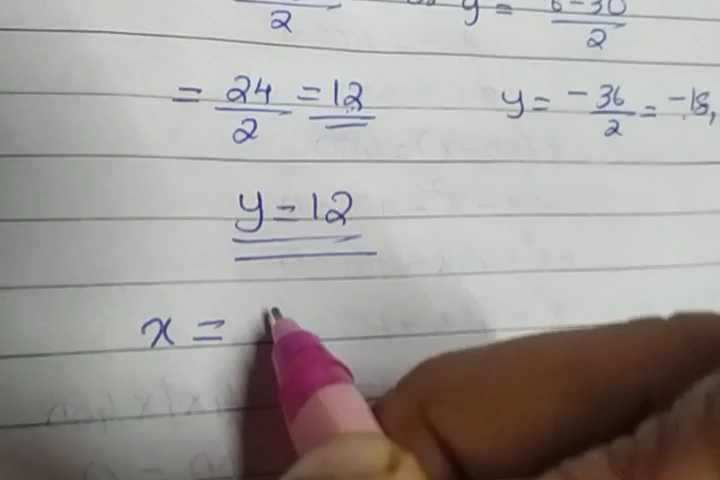 2 y = 6-30/2
= 24/2 = 12 y = -36/2 = -18,
y = 12
x =